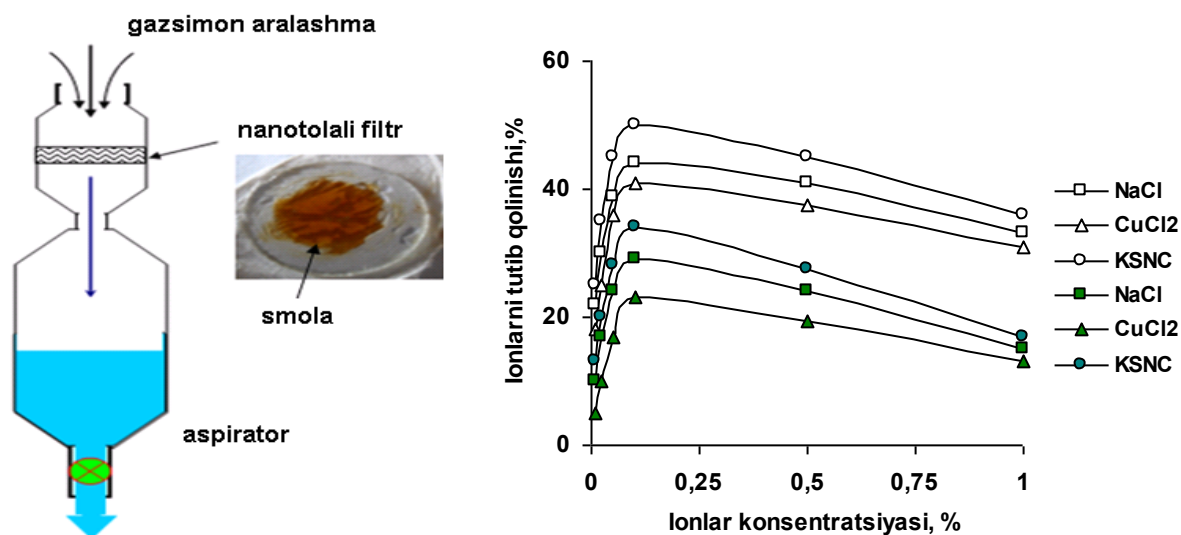 gazsimon aralashma
nanotolali filtr
smola
aspirator
Ionlarni tutib qolinishi,%
60
40
20
0
0
0,25
0,5
0,75
1
Ionlar konsentratsiyasi, %
NaCl
CuCl2
KSNC
NaCl
CuCl2
KSNC